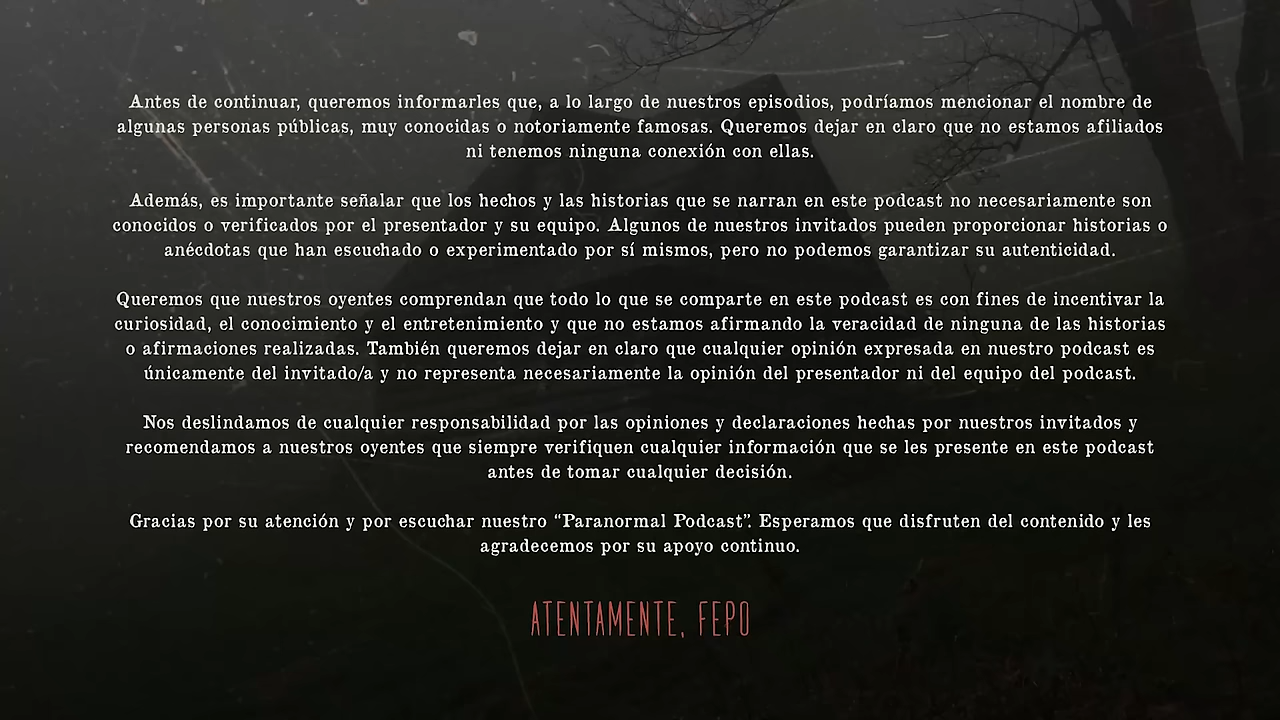 Antes de continuar, queremos informarles que, a lo largo de nuestros episodios, podríamos mencionar el nombre de
algunas personas públicas, muy conocidas o notoriamente famosas. Queremos dejar en claro que no estamos afiliados
ni tenemos ninguna conexión con ellas.
Además, es importante señalar que los hechos y las historias que se narran en este podcast no necesariamente son
conocidos o verificados por el presentador y su equipo. Algunos de nuestros invitados pueden proporcionar historias o
anécdotas que han escuchado o experimentado por sí mismos, pero no podemos garantizar su autenticidad.
Queremos que nuestros oyentes comprendan que todo lo que se comparte en este podcast es con fines de incentivar la
curiosidad, el conocimiento y el entretenimiento y que no estamos afirmando la veracidad de ninguna de las historias
o afirmaciones realizadas. También queremos dejar en claro que cualquier opinión expresada en nuestro podcast es
únicamente del invitado/a y no representa necesariamente la opinión del presentador ni del equipo del podcast.
Nos deslindamos de cualquier responsabilidad por las opiniones y declaraciones hechas por nuestros invitados y
recomendamos a nuestros oyentes que siempre verifiquen cualquier información que se les presente en este podcast
antes de tomar cualquier decisión.
Gracias por su atención y por escuchar nuestro “Paranormal Podcast”. Esperamos que disfruten del contenido y les
agradecemos por su apoyo continuo.
ATENTAMENTE, FEPO